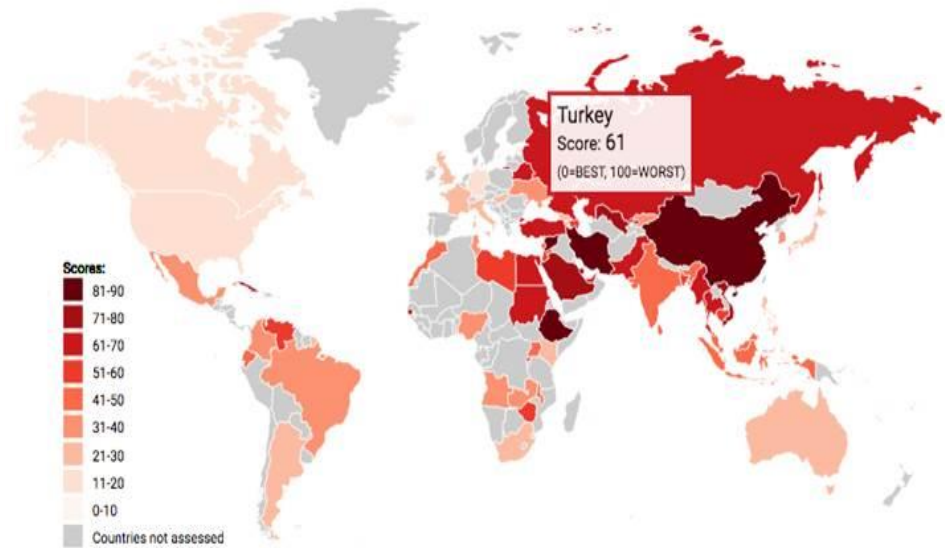 Turkey
Score: 61
(0=BEST, 100=WORST)
Scores:
81-90
71-80
61-70
51-60
41-50
31-40
21-30
11-20
0-10
Countries not assessed